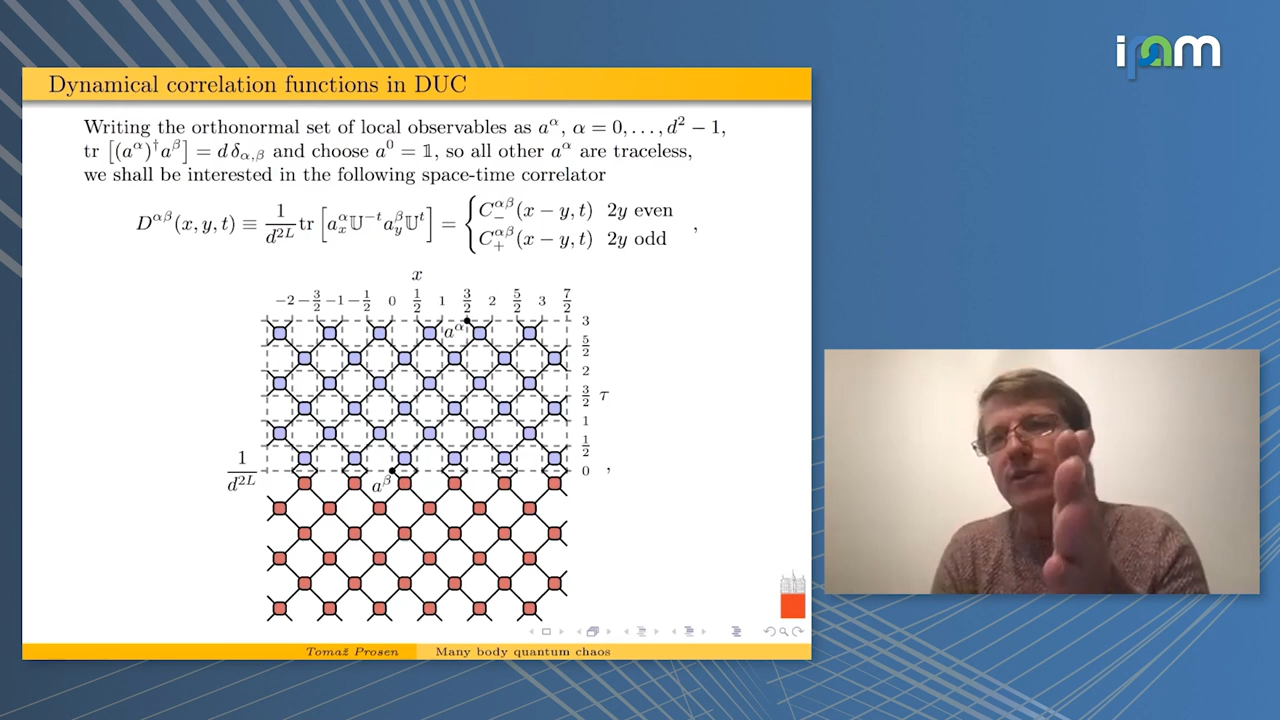 ipam
Dynamical correlation functions in DUC
Writing the orthonormal set of local observables as a^α, α = 0, . . . , d² − 1,
tr [(a^α)†a^β] = d δ_{α,β} and choose a⁰ = 𝟙, so all other a^α are traceless,
we shall be interested in the following space-time correlator
D^{αβ}(x, y, t) ≡ 1/d^{2L} tr [a^α_x 𝕌^{−t} a^β_y 𝕌^t] = { C^{αβ}_−(x − y, t) 2y even
C^{αβ}_+(x − y, t) 2y odd ,
x
−2 −3/2 −1 −1/2 0 1/2 1 3/2 2 5/2 3 7/2
a^α
3
5/2
2
3/2 τ
1
1/2
0 ,
1/d^{2L}
a^β
Tomaž Prosen Many body quantum chaos